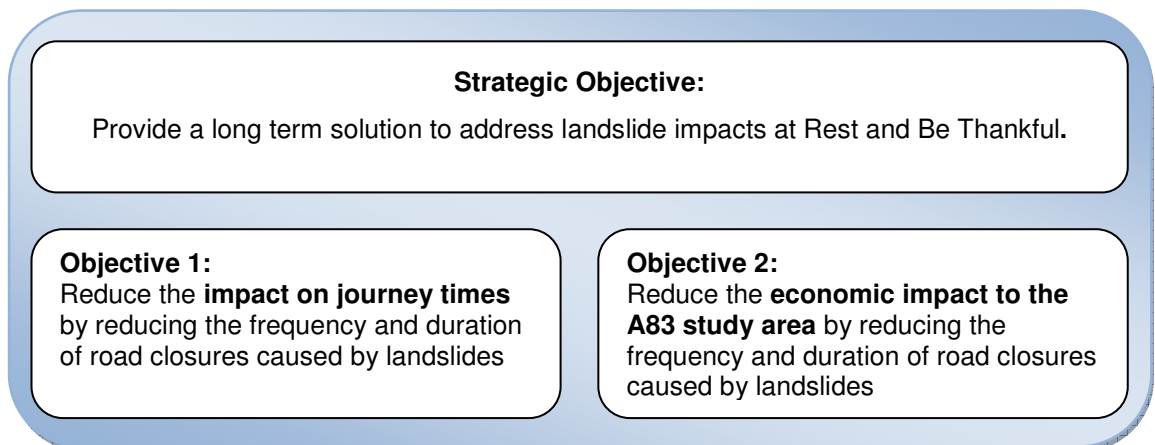 Strategic Objective:
Provide a long term solution to address landslide impacts at Rest and Be Thankful.
Objective 1:
Reduce the impact on journey times
by reducing the frequency and duration
of road closures caused by landslides
Objective 2:
Reduce the economic impact to the
A83 study area by reducing the
frequency and duration of road closures
caused by landslides